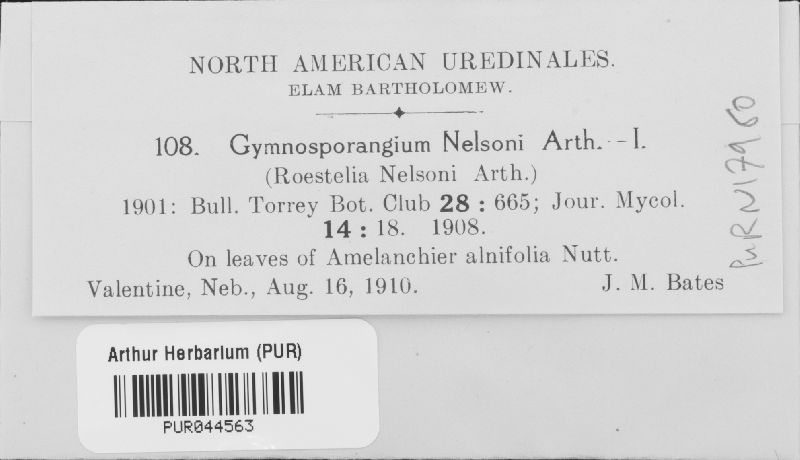 NORTH AMERICAN UREDINALES.
ELAM BARTHOLOMEW.
108. Gymnosporangium Nelsoni Arth. - I.
(Roestelia Nelsoni Arth.)
1901: Bull. Torrey Bot. Club 28 : 665; Jour. Mycol.
14 : 18. 1908.
On leaves of Amelanchier alnifolia Nutt.
Valentine, Neb., Aug. 16, 1910. J. M. Bates
PUR N17960
Arthur Herbarium (PUR)
PUR044563